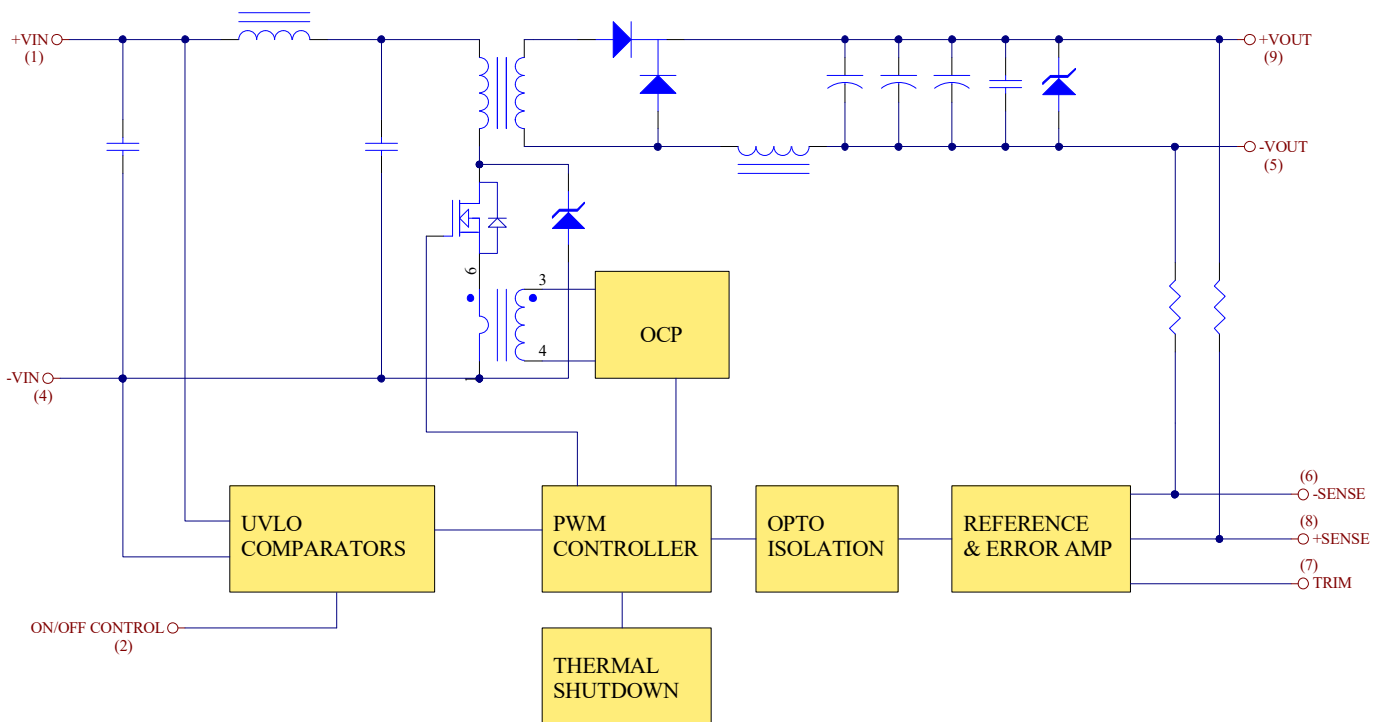 +VIN
(1)
+VOUT
(9)
-VOUT
(5)
6
3
OCP
4
1
-VIN
(4)
(6)
-SENSE
UVLO
COMPARATORS
PWM
CONTROLLER
OPTO
ISOLATION
REFERENCE
& ERROR AMP
(8)
+SENSE
(7)
TRIM
ON/OFF CONTROL
(2)
THERMAL
SHUTDOWN